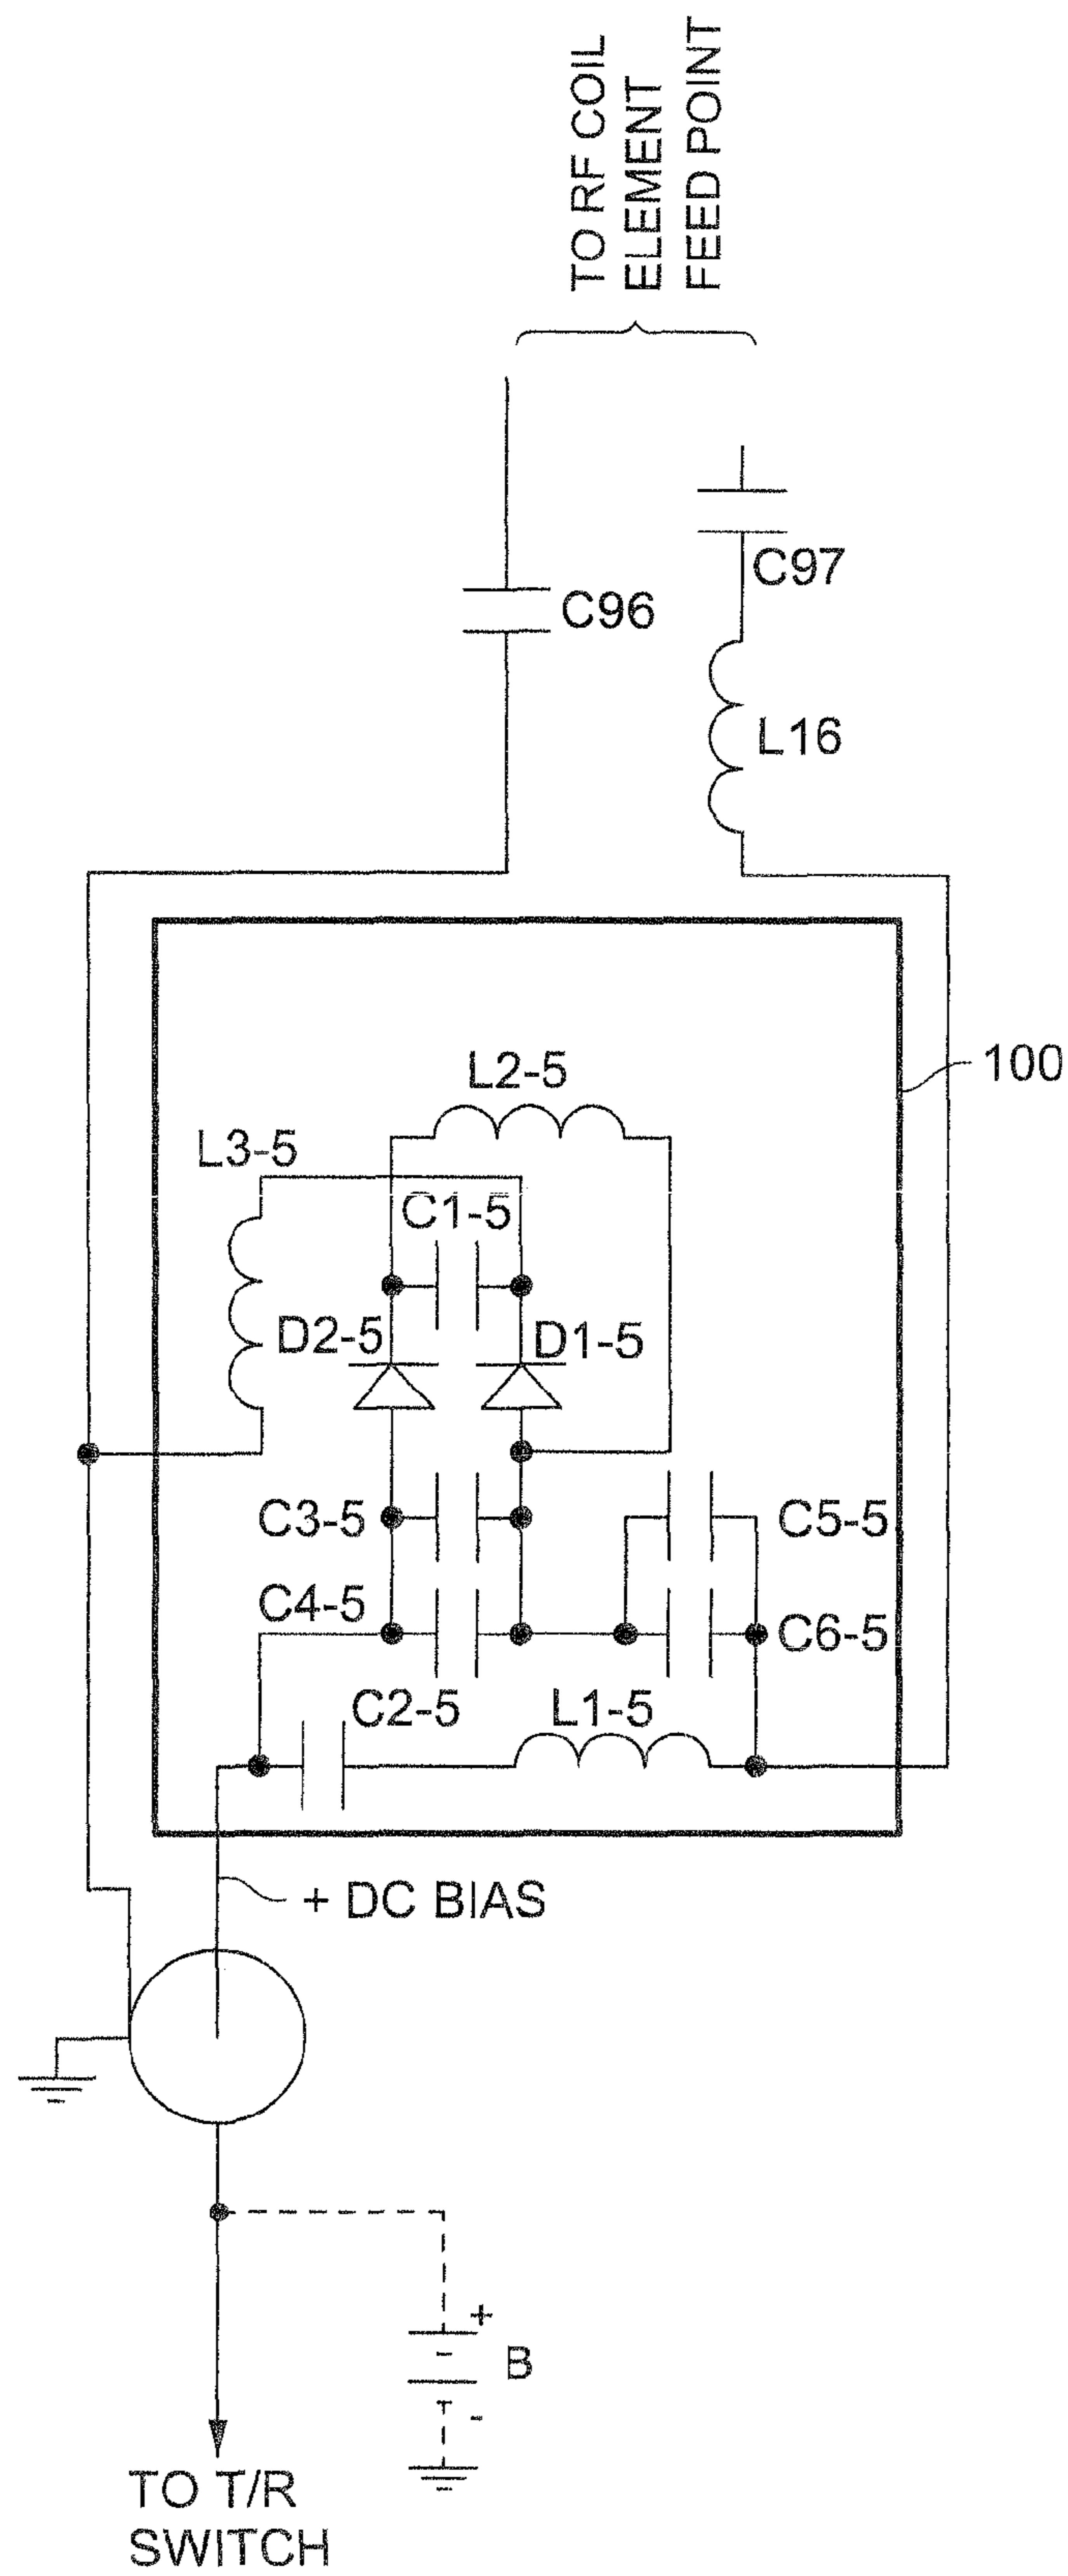 TO RF COIL
ELEMENT
FEED POINT
C97
C96
L16
100
L2-5
L3-5
C1-5
D2-5
D1-5
C3-5
C5-5
C4-5
C6-5
C2-5
L1-5
+ DC BIAS
+
B
-
TO T/R
SWITCH